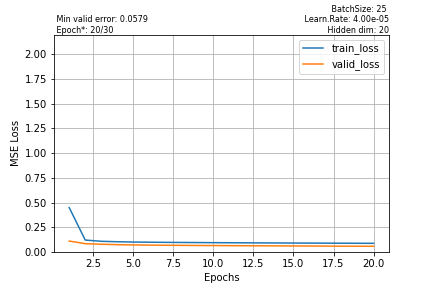 BatchSize: 25
Min valid error: 0.0579
Learn.Rate: 4.00e-05
Epoch*: 20/30
Hidden dim: 20
train_loss
valid_loss
2.00
1.75
1.50
1.25
1.00
0.75
0.50
0.25
0.00
MSE Loss
2.5 5.0 7.5 10.0 12.5 15.0 17.5 20.0
Epochs